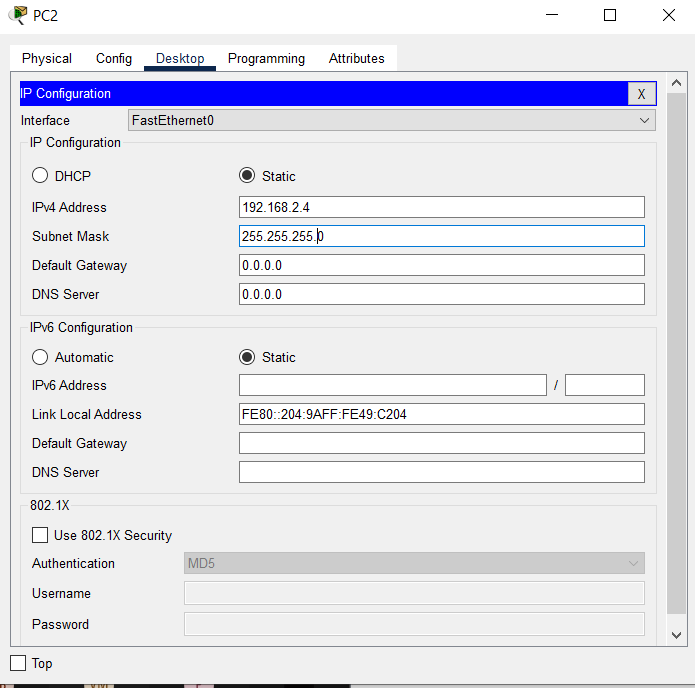 PC2
Physical Config Desktop Programming Attributes
IP Configuration X
Interface FastEthernet0
IP Configuration
DHCP Static
IPv4 Address 192.168.2.4
Subnet Mask 255.255.255.0
Default Gateway 0.0.0.0
DNS Server 0.0.0.0
IPv6 Configuration
Automatic Static
IPv6 Address /
Link Local Address FE80::204:9AFF:FE49:C204
Default Gateway
DNS Server
802.1X
Use 802.1X Security
Authentication MD5
Username
Password
Top